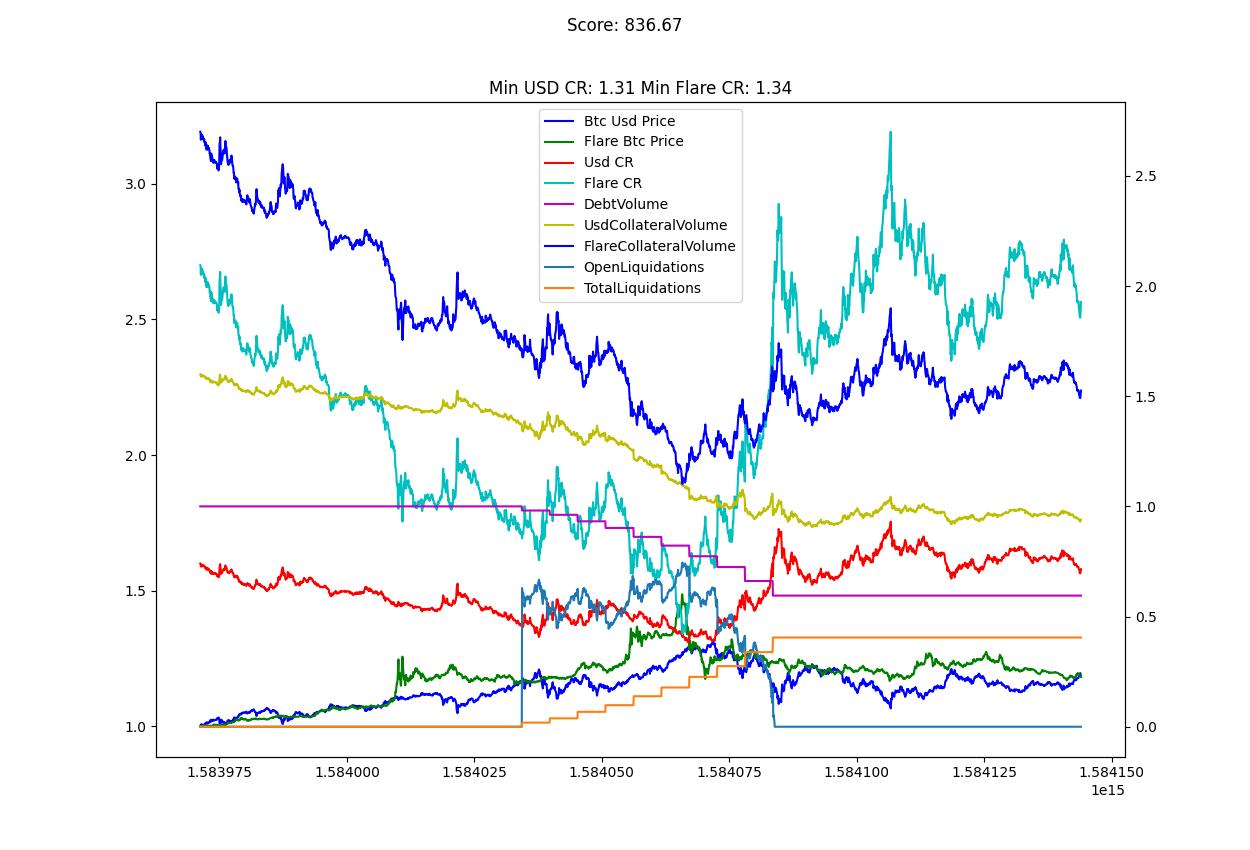 Score: 836.67
Min USD CR: 1.31 Min Flare CR: 1.34
Btc Usd Price
Flare Btc Price
Usd CR
Flare CR
DebtVolume
UsdCollateralVolume
FlareCollateralVolume
OpenLiquidations
TotalLiquidations
3.0
2.5
2.0
1.5
1.0
2.5
2.0
1.5
1.0
0.5
0.0
1.583975 1.584000 1.584025 1.584050 1.584075 1.584100 1.584125 1.584150
1e15